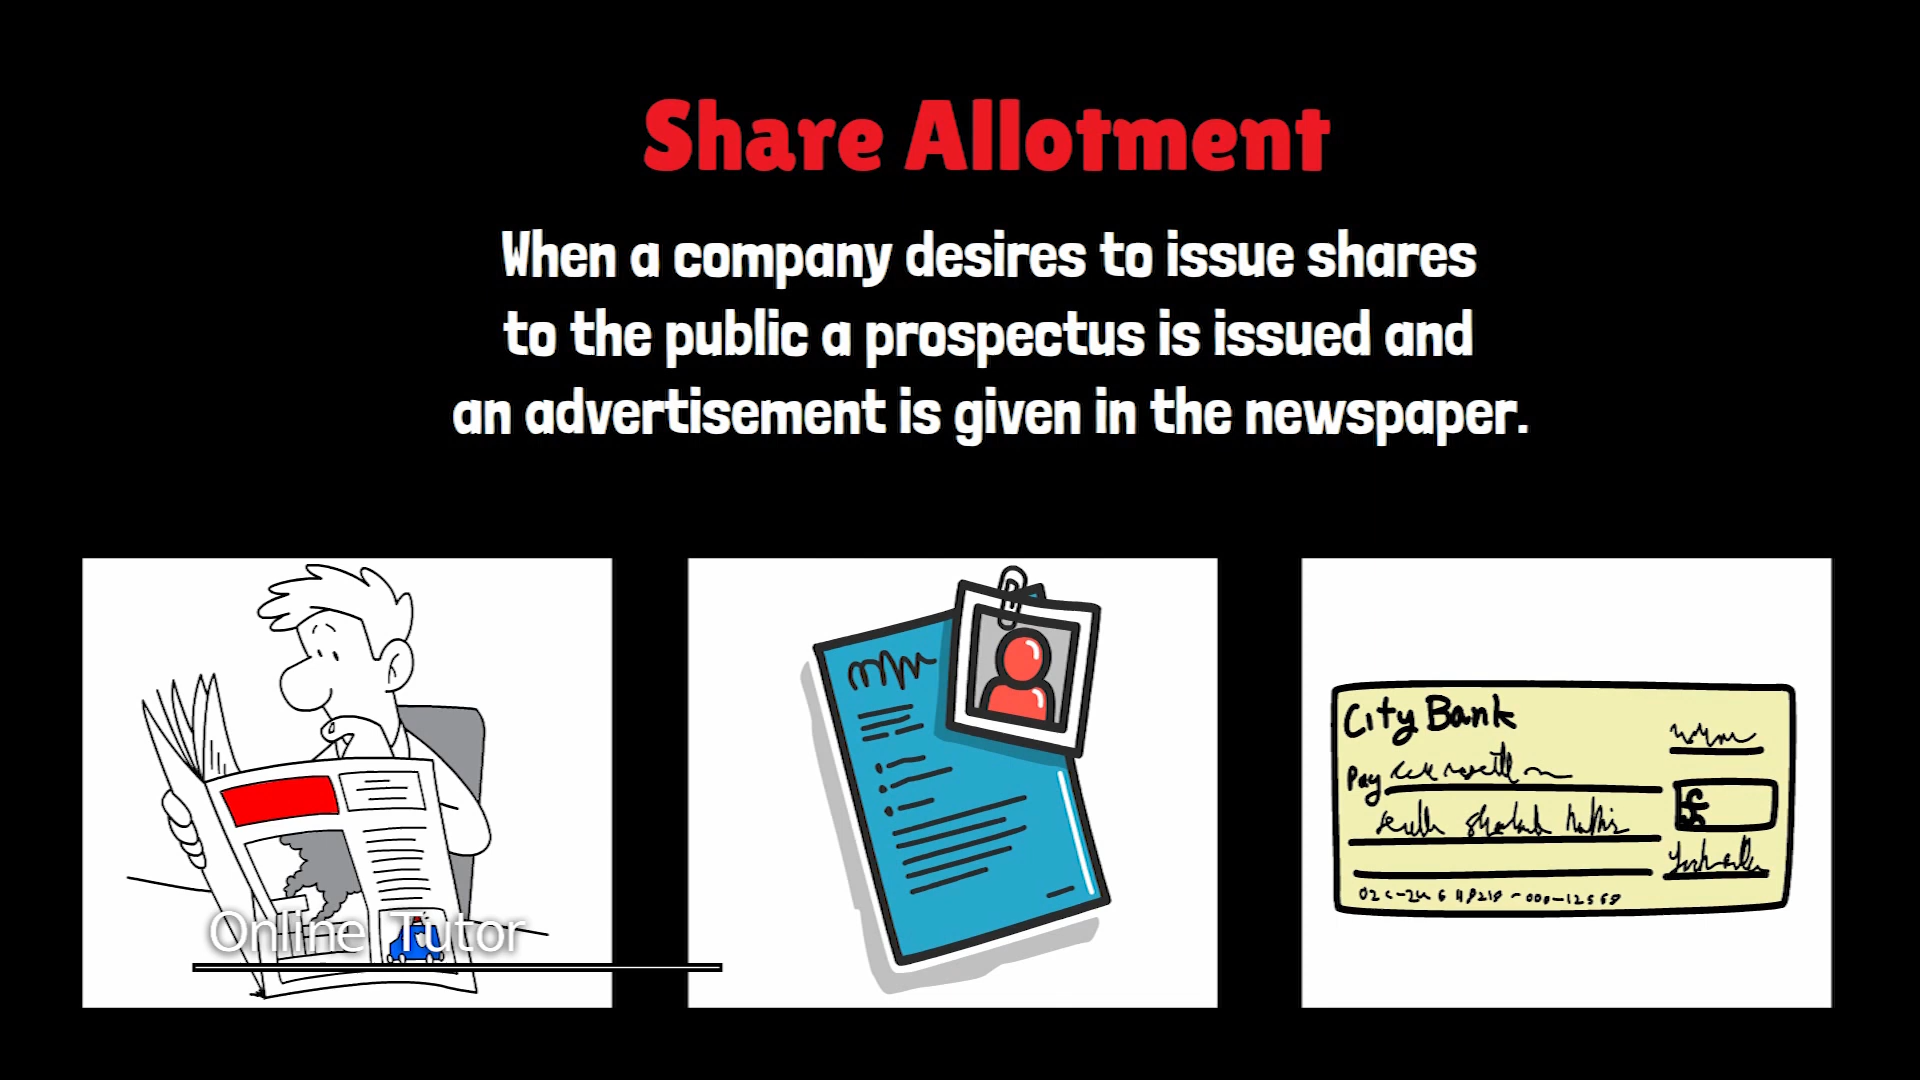 Share Allotment
When a company desires to issue shares
to the public a prospectus is issued and
an advertisement is given in the newspaper.
City Bank
Pay
Online Tutor